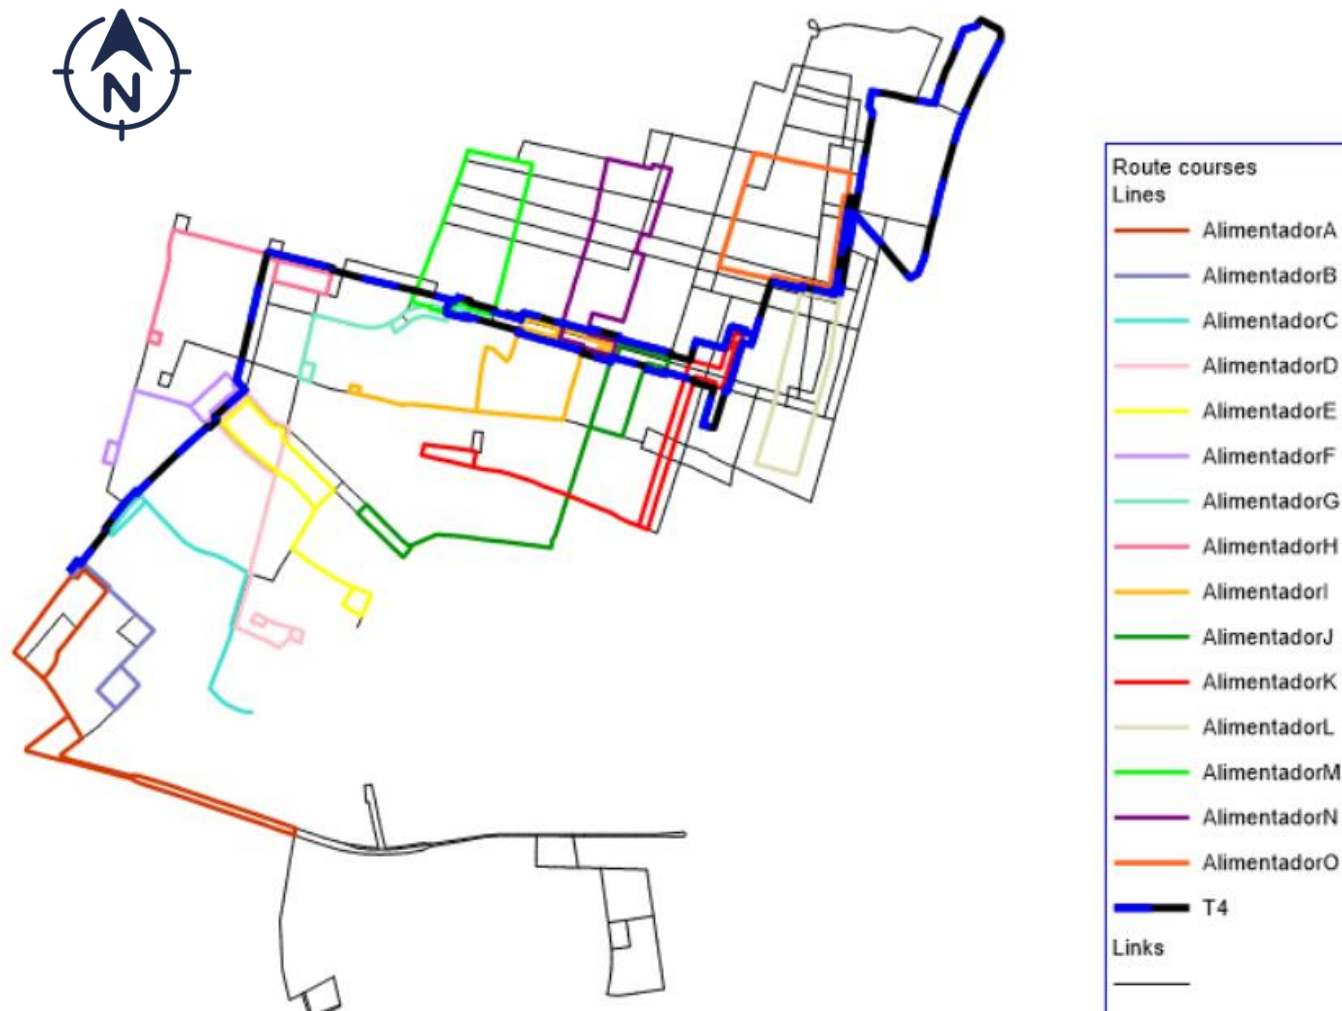 N
Route courses
Lines
AlimentadorA
AlimentadorB
AlimentadorC
AlimentadorD
AlimentadorE
AlimentadorF
AlimentadorG
AlimentadorH
AlimentadorI
AlimentadorJ
AlimentadorK
AlimentadorL
AlimentadorM
AlimentadorN
AlimentadorO
T4
Links